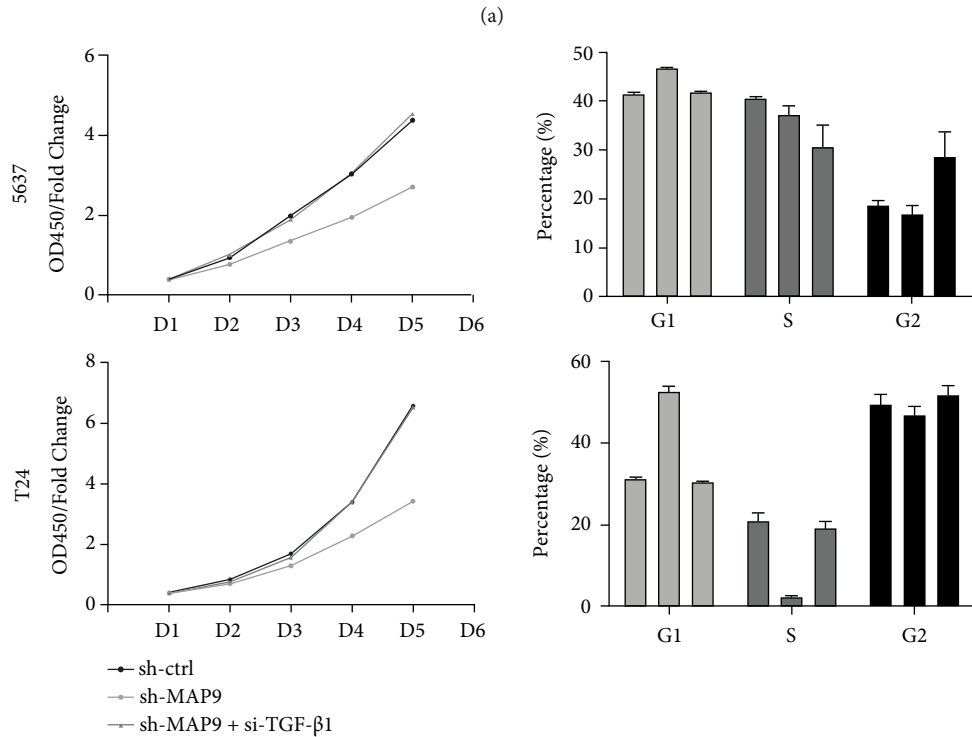 (a)
5637
OD450/Fold Change
6
4
2
0
D1 D2 D3 D4 D5 D6
Percentage (%)
50
40
30
20
10
0
G1 S G2
T24
OD450/Fold Change
8
6
4
2
0
D1 D2 D3 D4 D5 D6
Percentage (%)
60
40
20
0
G1 S G2
sh-ctrl
sh-MAP9
sh-MAP9 + si-TGF-β1